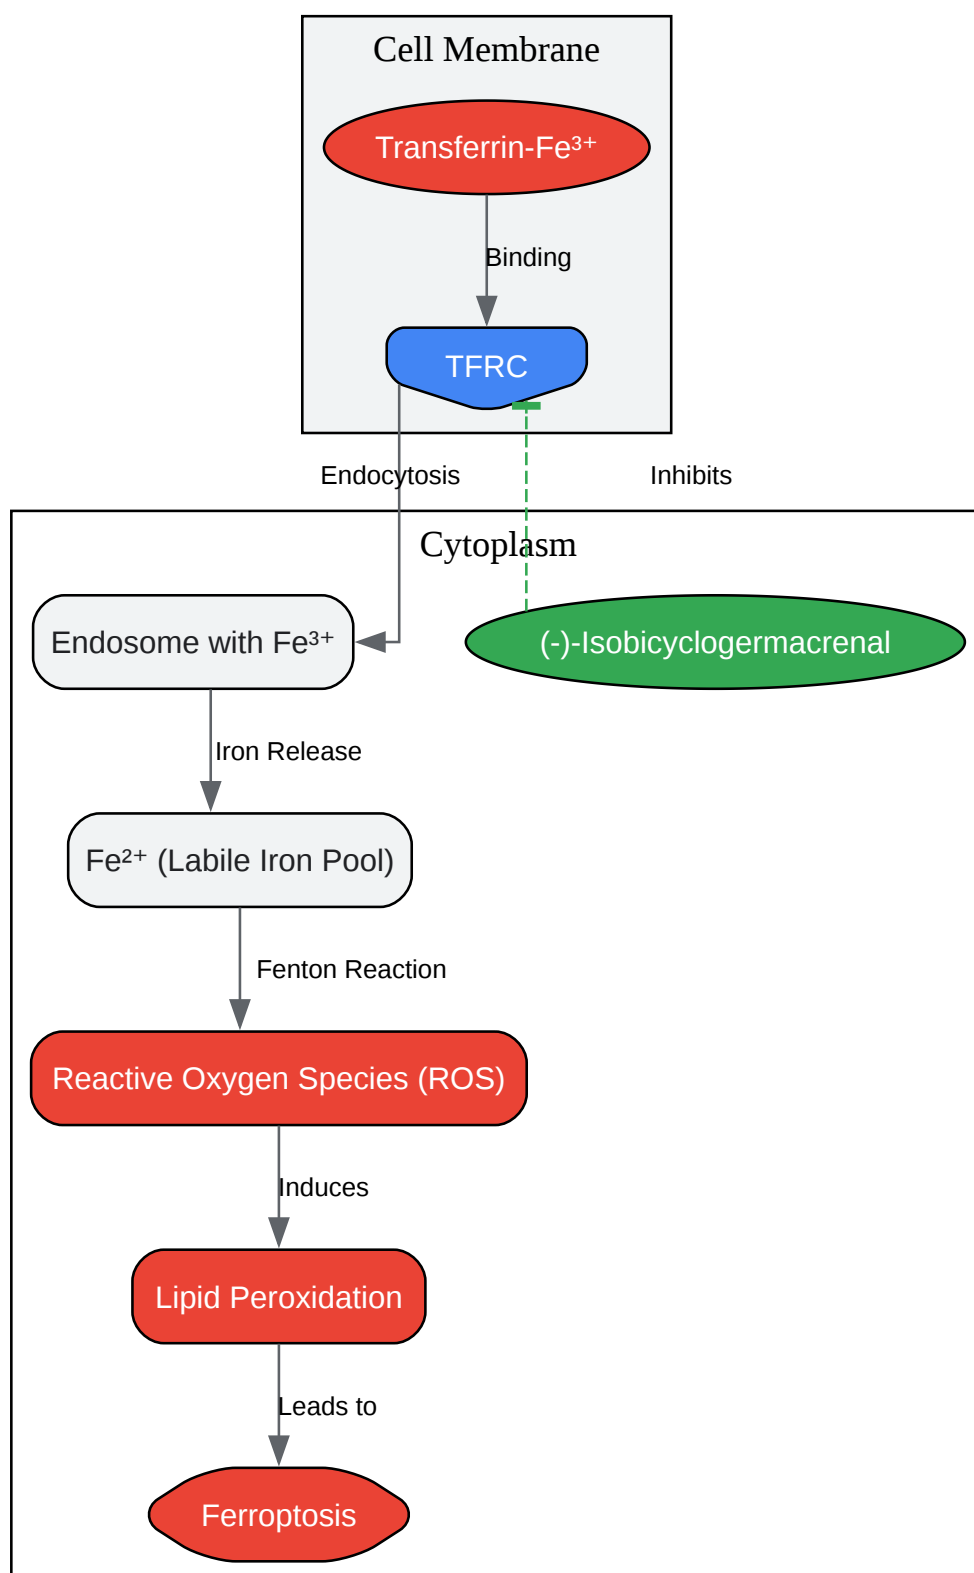 Cell Membrane
Transferrin-Fe³⁺
Binding
TFRC
Endocytosis
Inhibits
Cytoplasm
Endosome with Fe³⁺
(-)-Isobicyclogermacrenal
Iron Release
Fe²⁺ (Labile Iron Pool)
Fenton Reaction
Reactive Oxygen Species (ROS)
Induces
Lipid Peroxidation
Leads to
Ferroptosis